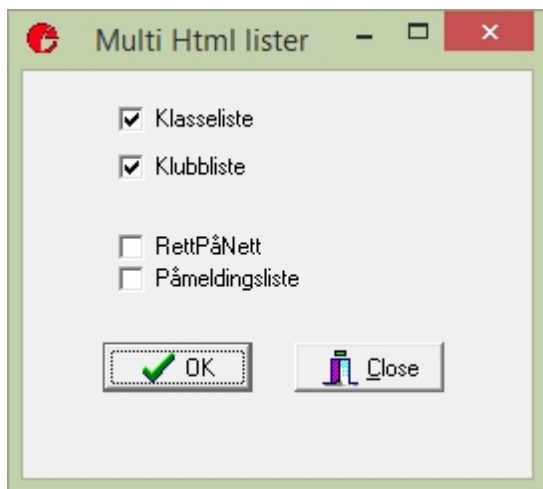 Multi Html lister
Klasseliste
Klubbliste
RettPåNett
Påmeldingsliste
OK
Close